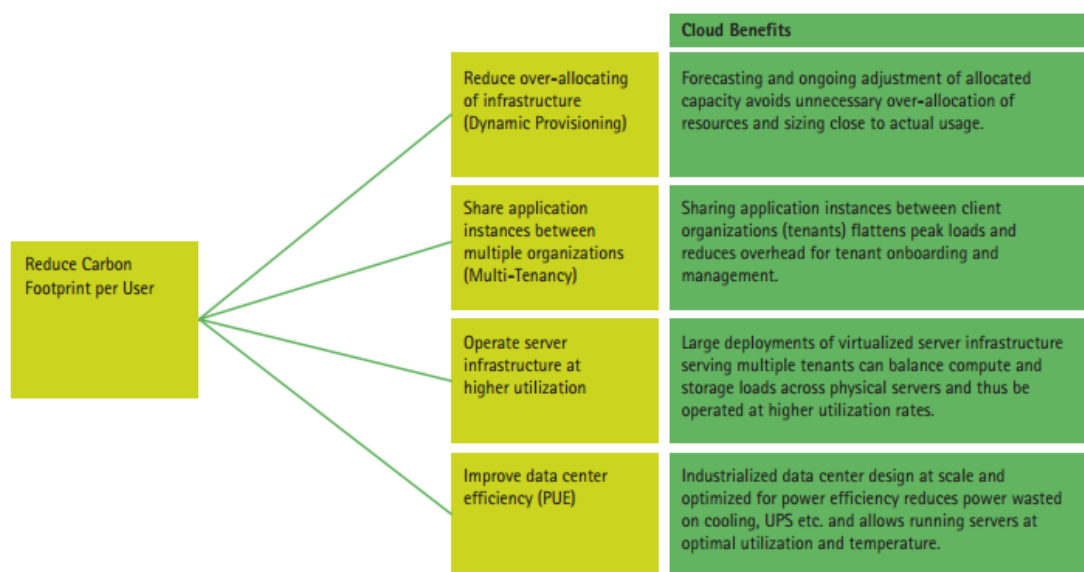 Cloud Benefits
Reduce over-allocating
of infrastructure
(Dynamic Provisioning)
Forecasting and ongoing adjustment of allocated
capacity avoids unnecessary over-allocation of
resources and sizing close to actual usage.
Share application
instances between
multiple organizations
(Multi-Tenancy)
Sharing application instances between client
organizations (tenants) flattens peak loads and
reduces overhead for tenant onboarding and
management.
Reduce Carbon
Footprint per User
Operate server
infrastructure at
higher utilization
Large deployments of virtualized server infrastructure
serving multiple tenants can balance compute and
storage loads across physical servers and thus be
operated at higher utilization rates.
Improve data center
efficiency (PUE)
Industrialized data center design at scale and
optimized for power efficiency reduces power wasted
on cooling, UPS etc. and allows running servers at
optimal utilization and temperature.